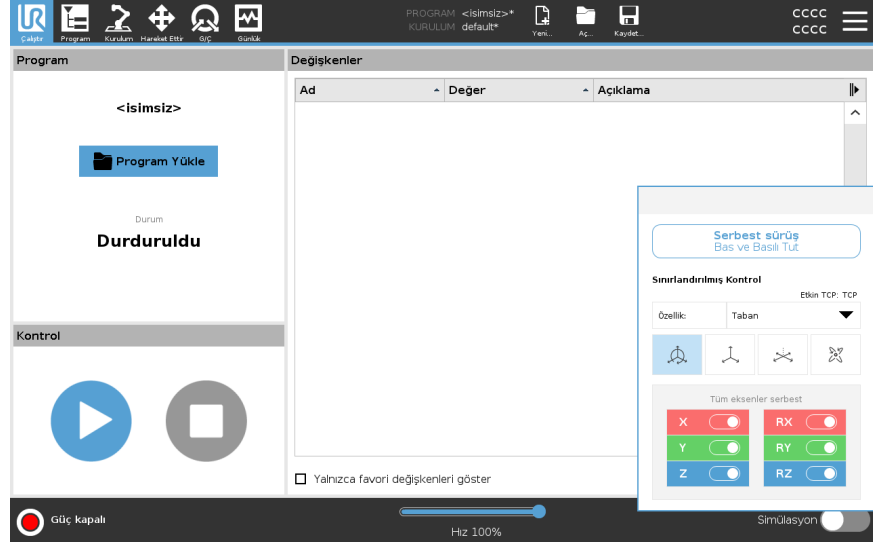 PROGRAM <isimsiz>*
KURULUM default*
Çalıştır
Program
Kurulum
Hareket Ettir
G/Ç
Günlük
Yeni...
Aç...
Kaydet...
cccc
cccc
Program
<isimsiz>
Program Yükle
Durum
Durduruldu
Kontrol
Değişkenler
Ad
Değer
Açıklama
Yalnızca favori değişkenleri göster
Serbest sürüş
Bas ve Basılı Tut
Sınırlandırılmış Kontrol
Etkin TCP: TCP
Özellik:
Taban
Tüm eksenler serbest
X
RX
Y
RY
Z
RZ
Güç kapalı
Hız 100%
Simülasyon